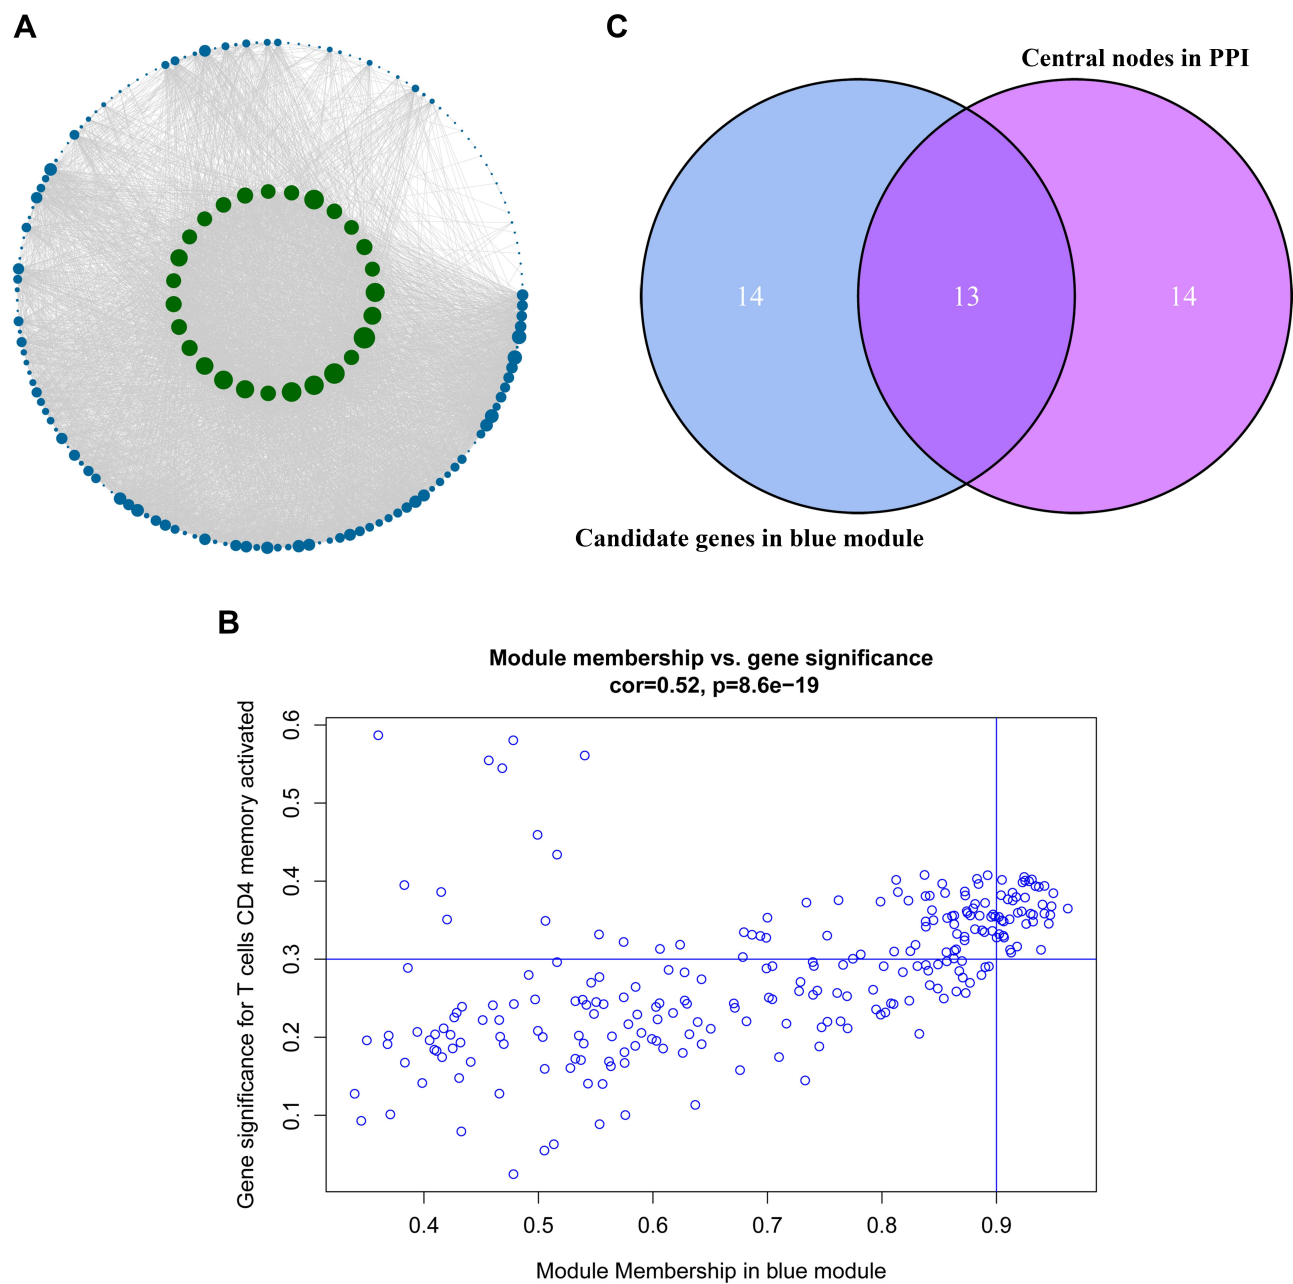 A
C
Central nodes in PPI
14
13
14
Candidate genes in blue module
B
Module membership vs. gene significance
cor=0.52, p=8.6e−19
Gene significance for T cells CD4 memory activated
0.6
0.5
0.4
0.3
0.2
0.1
0.4 0.5 0.6 0.7 0.8 0.9
Module Membership in blue module